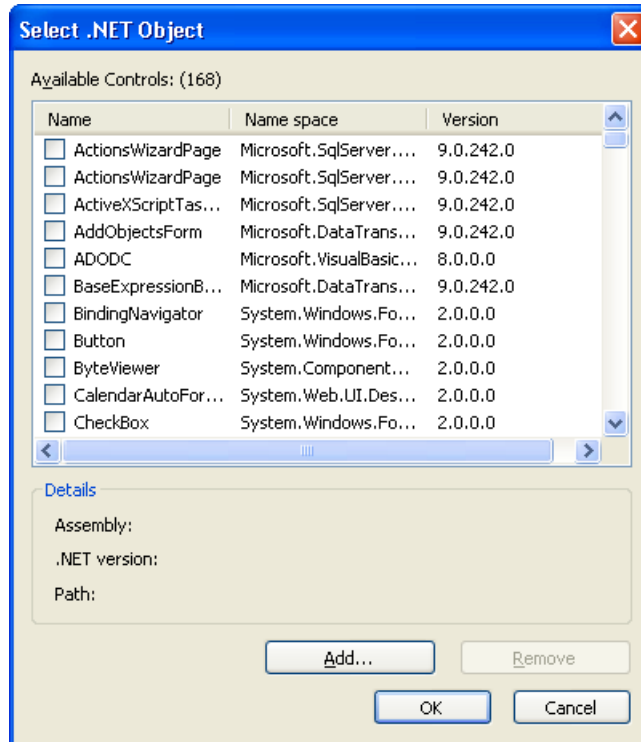 Select .NET Object
Available Controls: (168)
Name Name space Version
ActionsWizardPage Microsoft.SqlServer.... 9.0.242.0
ActionsWizardPage Microsoft.SqlServer.... 9.0.242.0
ActiveXScriptTas... Microsoft.SqlServer.... 9.0.242.0
AddObjectsForm Microsoft.DataTrans... 9.0.242.0
ADODC Microsoft.VisualBasic... 8.0.0.0
BaseExpressionB... Microsoft.DataTrans... 9.0.242.0
BindingNavigator System.Windows.Fo... 2.0.0.0
Button System.Windows.Fo... 2.0.0.0
ByteViewer System.Component... 2.0.0.0
CalendarAutoFor... System.Web.UI.Des... 2.0.0.0
CheckBox System.Windows.Fo... 2.0.0.0
Details
Assembly:
.NET version:
Path:
Add... Remove
OK Cancel